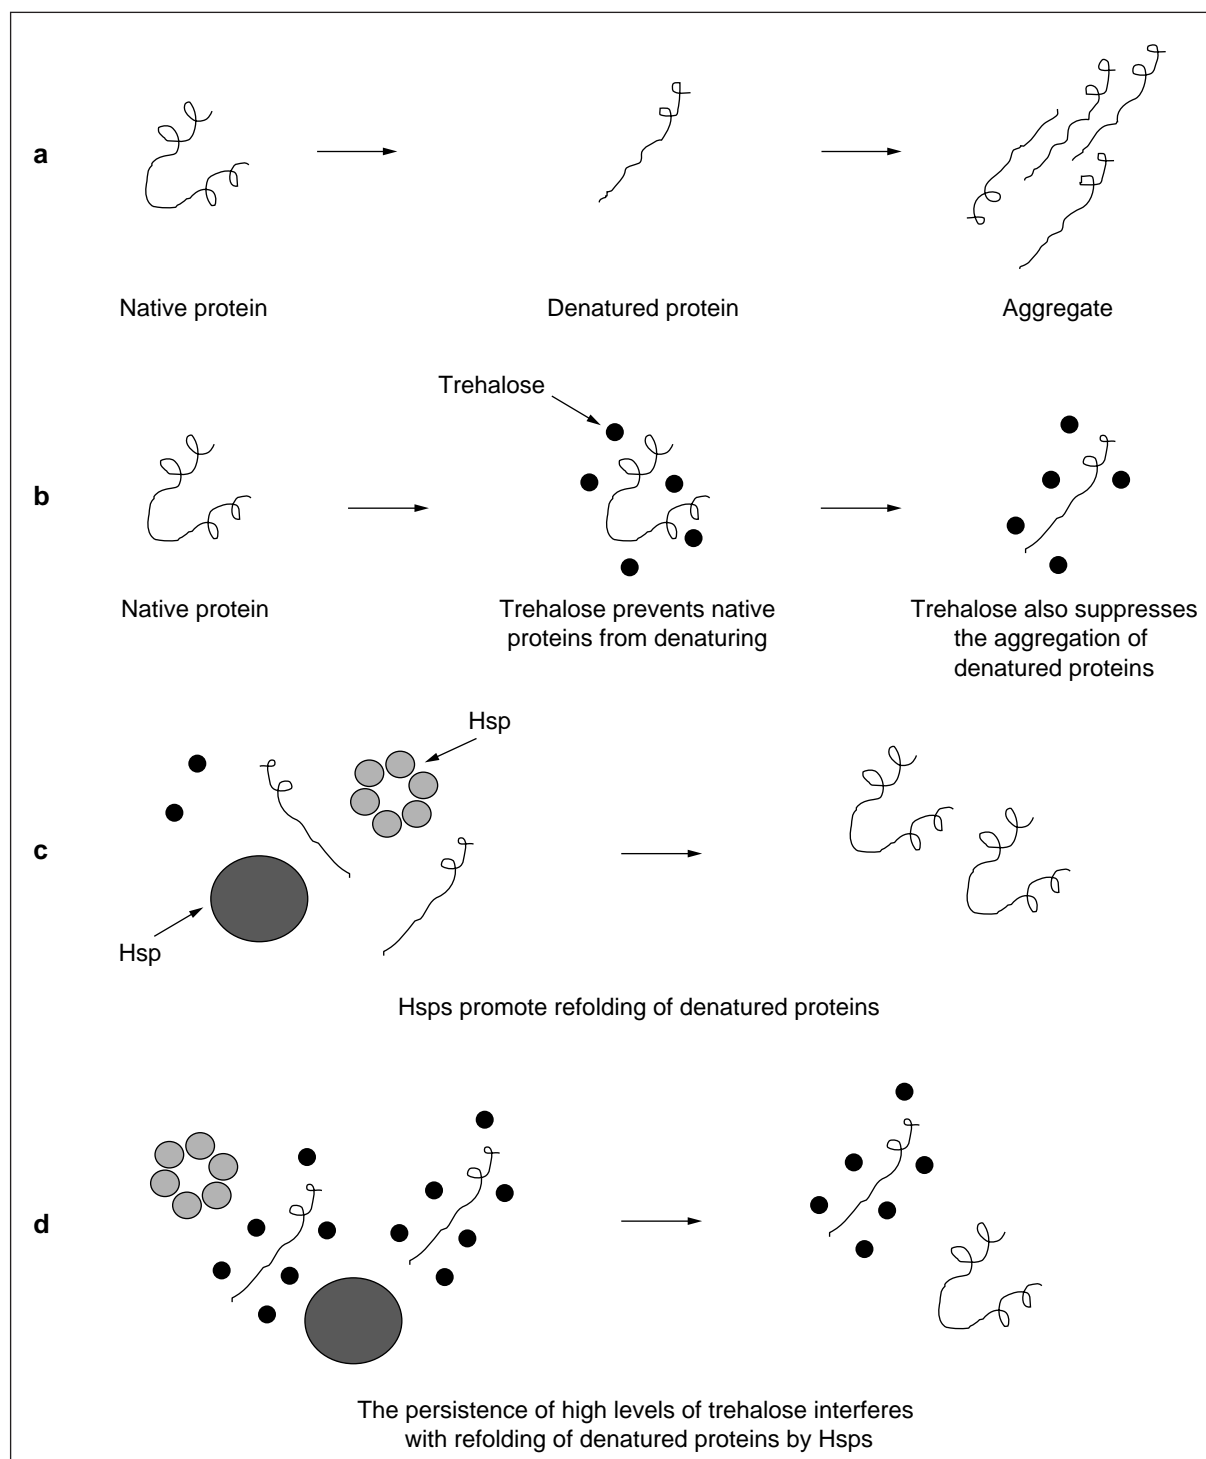 a
Native protein
Denatured protein
Aggregate
Trehalose
b
Native protein
Trehalose prevents native
proteins from denaturing
Trehalose also suppresses
the aggregation of
denatured proteins
Hsp
c
Hsp
Hsps promote refolding of denatured proteins
d
The persistence of high levels of trehalose interferes
with refolding of denatured proteins by Hsps